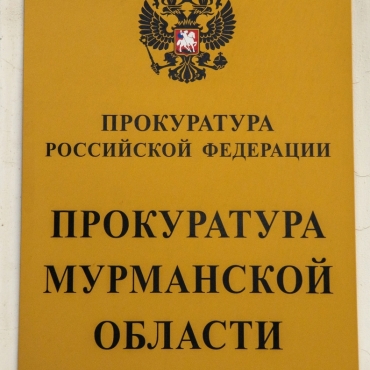 ПРОКУРАТУРА
РОССИЙСКОЙ ФЕДЕРАЦИИ
ПРОКУРАТУРА
МУРМАНСКОЙ
ОБЛАСТИ